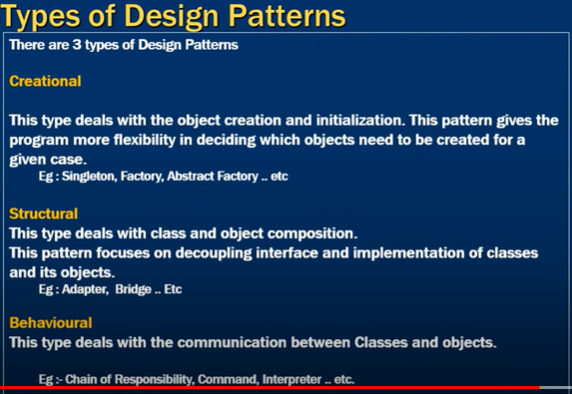 Types of Design Patterns
There are 3 types of Design Patterns
Creational
This type deals with the object creation and initialization. This pattern gives the
program more flexibility in deciding which objects need to be created for a
given case.
Eg : Singleton, Factory, Abstract Factory .. etc
Structural
This type deals with class and object composition.
This pattern focuses on decoupling interface and implementation of classes
and its objects.
Eg : Adapter, Bridge .. Etc
Behavioural
This type deals with the communication between Classes and objects.
Eg :- Chain of Responsibility, Command, Interpreter .. etc.